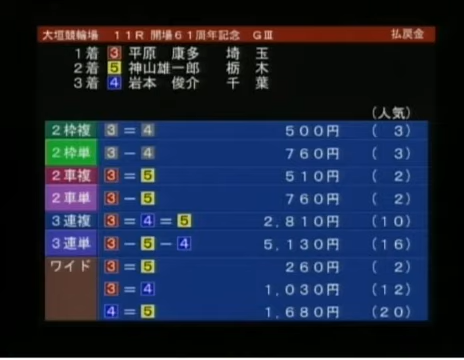 大垣競輪場 11R 開場61周年記念 GⅢ 払戻金
1着 3 平原 康多 埼 玉
2着 5 神山雄一郎 栃 木
3着 4 岩本 俊介 千 葉
(人気)
2枠複 3=4 500円 ( 3)
2枠単 3-4 760円 ( 3)
2車複 3=5 510円 ( 2)
2車単 3-5 760円 ( 2)
3連複 3=4=5 2,810円 (10)
3連単 3-5-4 5,130円 (16)
ワイド 3=5 260円 ( 2)
3=4 1,030円 (12)
4=5 1,680円 (20)